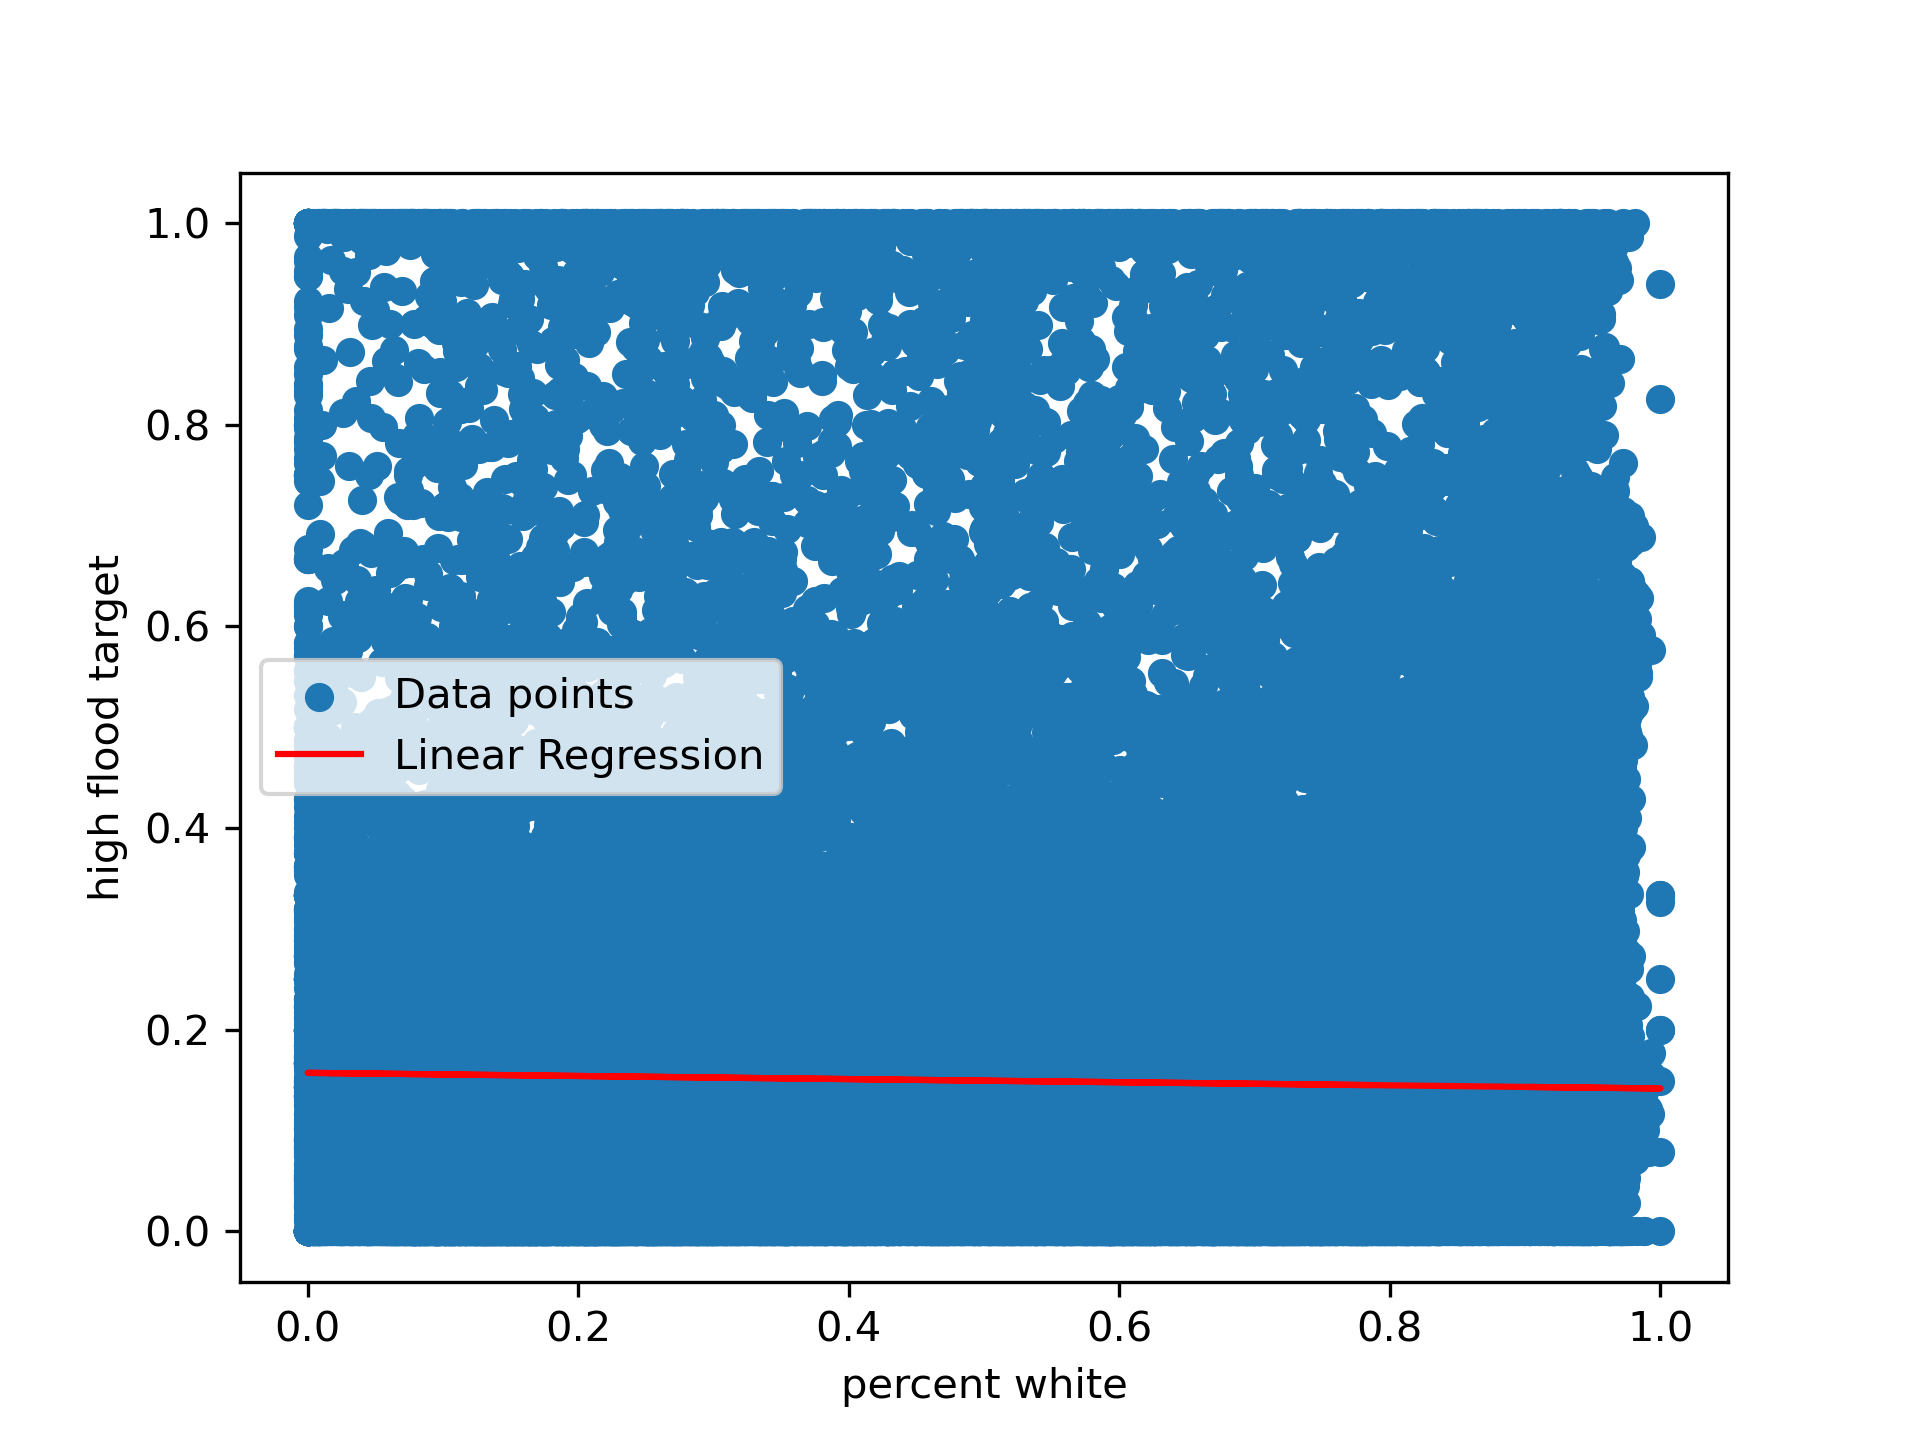 1.0
0.8
0.6
0.4
0.2
0.0
high flood target
Data points
Linear Regression
0.0 0.2 0.4 0.6 0.8 1.0
percent white